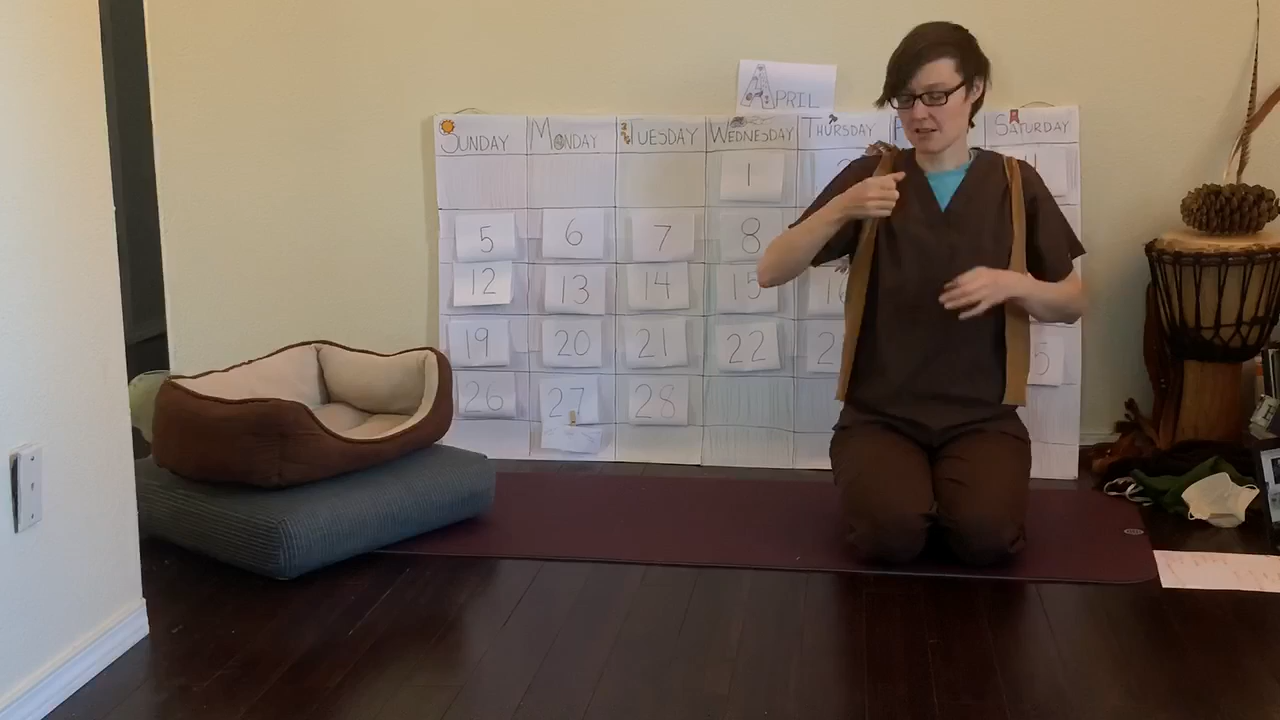 APRIL
SUNDAY MONDAY TUESDAY WEDNESDAY THURSDAY SATURDAY
1
5 6 7 8
12 13 14 15 16
19 20 21 22
26 27 28